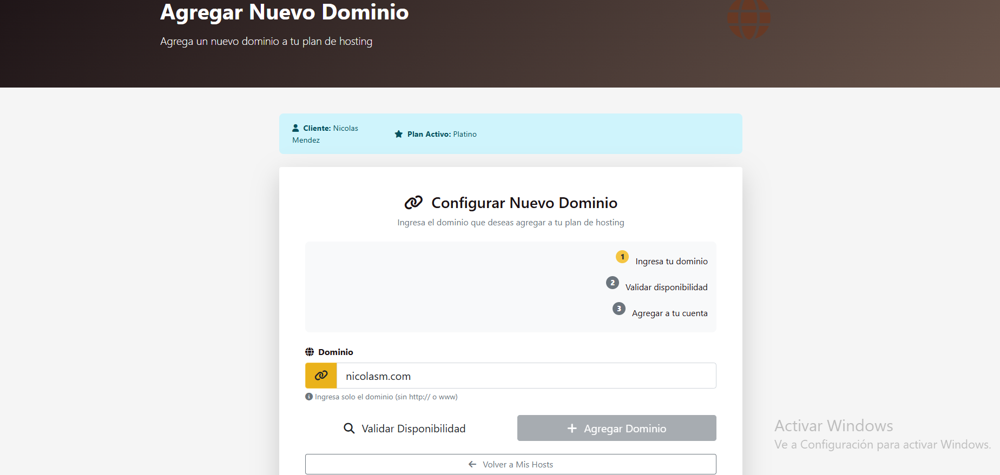 Agregar Nuevo Dominio
Agrega un nuevo dominio a tu plan de hosting
Cliente: Nicolas
Mendez
Plan Activo: Platino
Configurar Nuevo Dominio
Ingresa el dominio que deseas agregar a tu plan de hosting
1 Ingresa tu dominio
2 Validar disponibilidad
3 Agregar a tu cuenta
Dominio
nicolasm.com
Ingresa solo el dominio (sin http:// o www)
Validar Disponibilidad
Agregar Dominio
Volver a Mis Hosts
Activar Windows
Ve a Configuración para activar Windows.